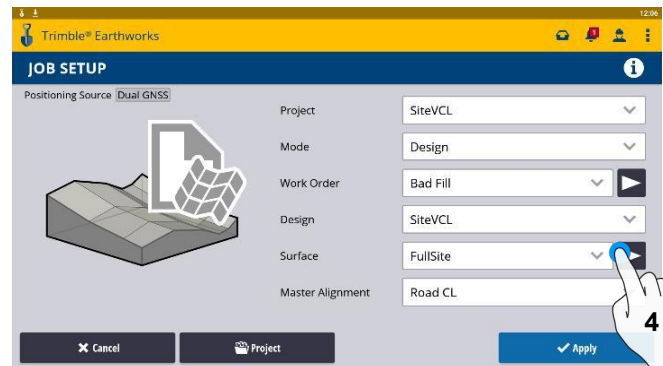 12:06
Trimble® Earthworks
JOB SETUP
Positioning Source Dual GNSS
Project SiteVCL
Mode Design
Work Order Bad Fill
Design SiteVCL
Surface FullSite
Master Alignment Road CL
4
Cancel Project Apply